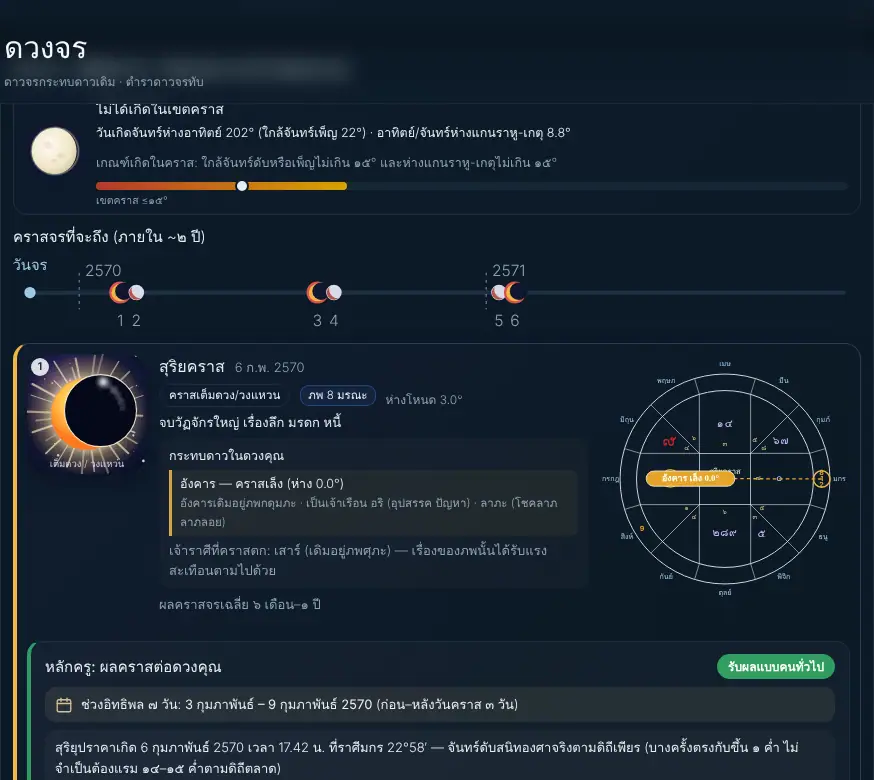 ดวงจร
ดาวจรกระทบดาวเดิม · ตำราดาวจรทับ
ไม่ได้เกิดในเขตคราส
วันเกิดจันทร์ห่างอาทิตย์ 202° (ใกล้จันทร์เพ็ญ 22°) · อาทิตย์/จันทร์ห่างแกนราหู-เกตุ 8.8°
เกณฑ์เกิดในคราส: ใกล้จันทร์ดับหรือเพ็ญไม่เกิน ๑๕° และห่างแกนราหู-เกตุไม่เกิน ๑๕°
เขตคราส ≤๑๕°
คราสจรที่จะถึง (ภายใน ~๒ ปี)
วันจร
2570
2571
1 2
3 4
5 6
1
สุริยคราส 6 ก.พ. 2570
คราสเต็มดวง/วงแหวน
ภพ 8 มรณะ
ห่างโหนด 3.0°
จบวัฏจักรใหญ่ เรื่องลึก มรดก หนี้
เต็มดวง / วงแหวน
กระทบดาวในดวงคุณ
อังคาร — คราสเล็ง (ห่าง 0.0°)
อังคารเดิมอยู่ภพกดุมภะ · เป็นเจ้าเรือน อริ (อุปสรรค ปัญหา) · ลาภะ (โชคลาภ
ลาภลอย)
เจ้าราศีที่คราสตก: เสาร์ (เดิมอยู่ภพศุภะ) — เรื่องของภพนั้นได้รับแรง
สะเทือนตามไปด้วย
ผลคราสจรเฉลี่ย ๖ เดือน–๑ ปี
เมษ
พฤษภ
มีน
มิถุน
กุมภ์
๑๔
๖๗
กรกฎ
อังคาร เล็ง 0.0°
มกร
สิงห์
๒๘๙
๕
ธนู
กันย์
พิจิก
ตุลย์
หลักครู: ผลคราสต่อดวงคุณ
รับผลแบบคนทั่วไป
ช่วงอิทธิพล ๗ วัน: 3 กุมภาพันธ์ – 9 กุมภาพันธ์ 2570 (ก่อน–หลังวันคราส ๓ วัน)
สุริยุปราคาเกิด 6 กุมภาพันธ์ 2570 เวลา 17.42 น. ที่ราศีมกร 22°58′ — จันทร์ดับสนิทองศาจริงตามดิถีเพียร (บางครั้งตรงกับขึ้น ๑ ค่ำ ไม่
จำเป็นต้องแรม ๑๔–๑๕ ค่ำตามดิถีตลาด)